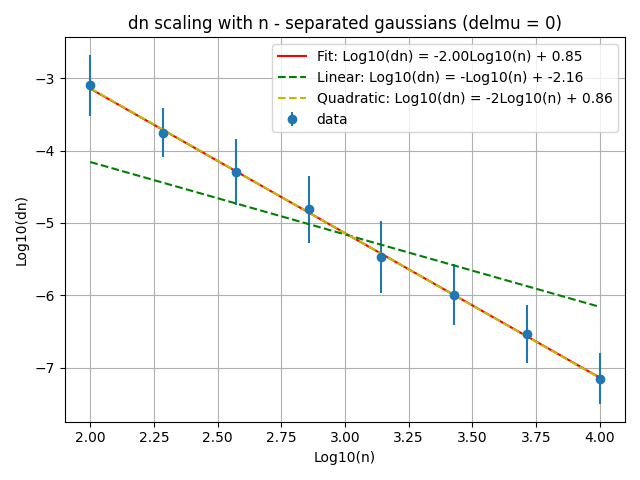 dn scaling with n - separated gaussians (delmu = 0)
Fit: Log10(dn) = -2.00Log10(n) + 0.85
Linear: Log10(dn) = -Log10(n) + -2.16
Quadratic: Log10(dn) = -2Log10(n) + 0.86
data
Log10(dn)
−3
−4
−5
−6
−7
2.00 2.25 2.50 2.75 3.00 3.25 3.50 3.75 4.00
Log10(n)